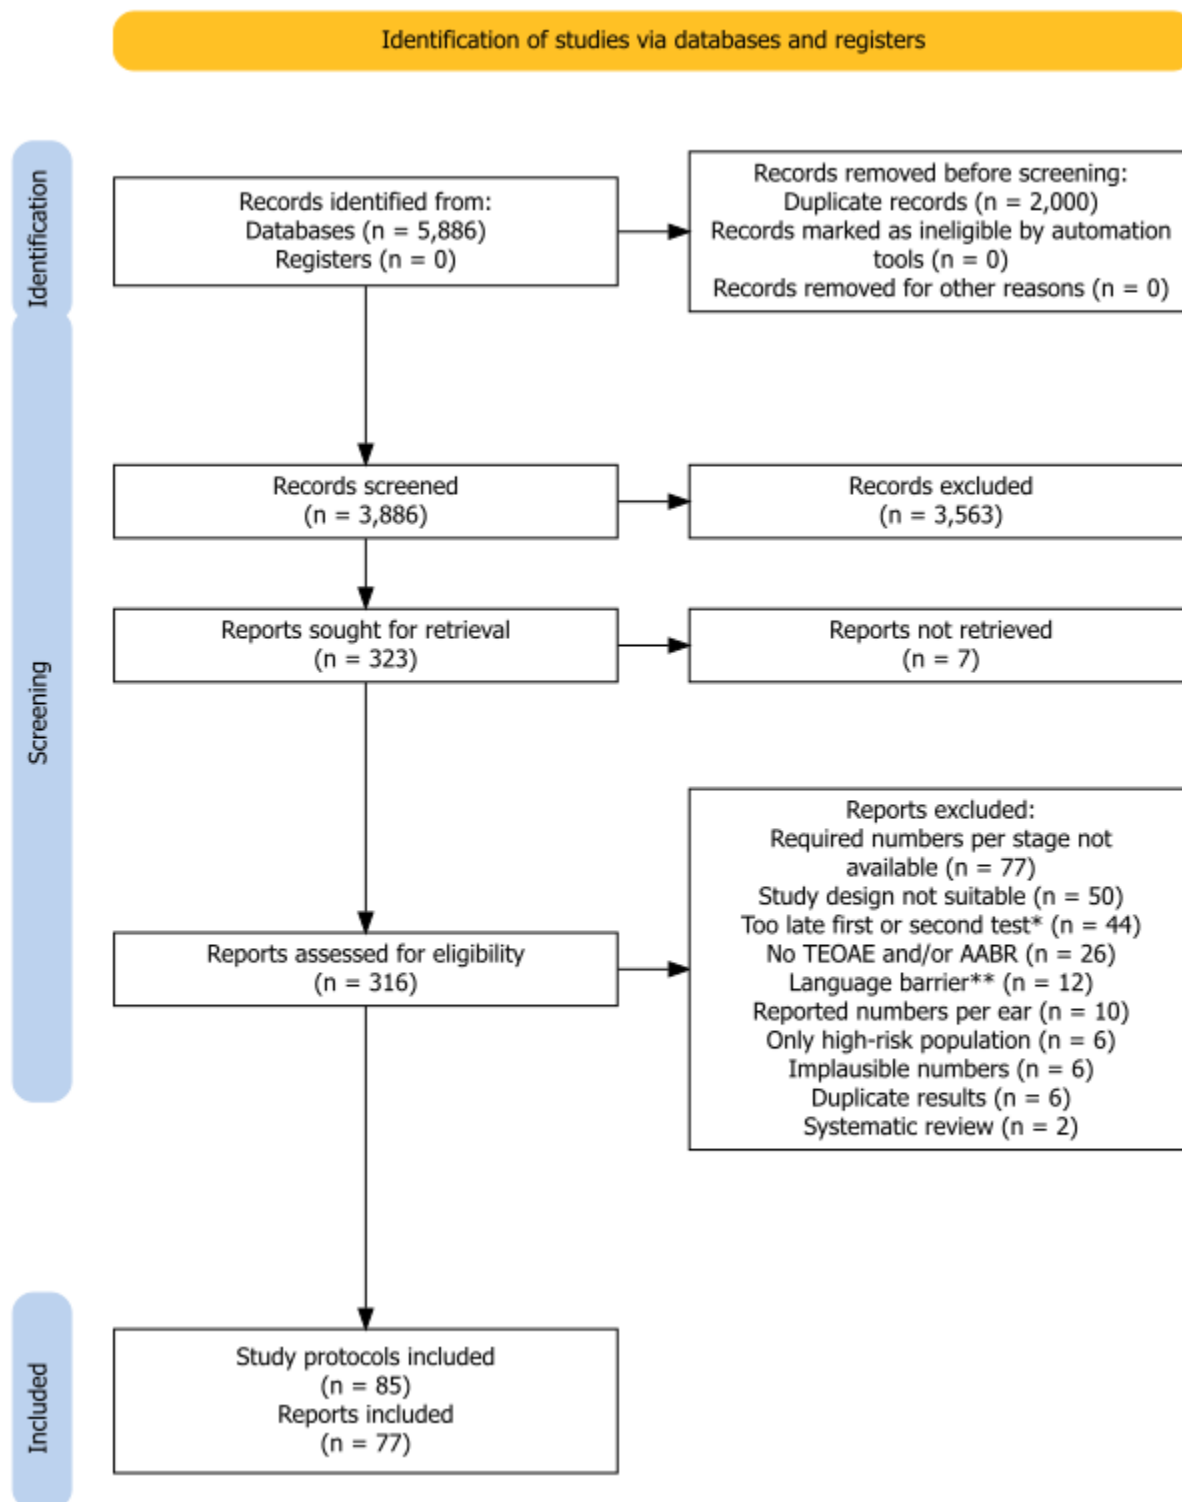 Identification of studies via databases and registers
Identification
Records identified from:
Databases (n = 5,886)
Registers (n = 0)
Records removed before screening:
Duplicate records (n = 2,000)
Records marked as ineligible by automation
tools (n = 0)
Records removed for other reasons (n = 0)
Screening
Records screened
(n = 3,886)
Records excluded
(n = 3,563)
Reports sought for retrieval
(n = 323)
Reports not retrieved
(n = 7)
Reports assessed for eligibility
(n = 316)
Reports excluded:
Required numbers per stage not
available (n = 77)
Study design not suitable (n = 50)
Too late first or second test* (n = 44)
No TEOAE and/or AABR (n = 26)
Language barrier** (n = 12)
Reported numbers per ear (n = 10)
Only high-risk population (n = 6)
Implausible numbers (n = 6)
Duplicate results (n = 6)
Systematic review (n = 2)
Included
Study protocols included
(n = 85)
Reports included
(n = 77)